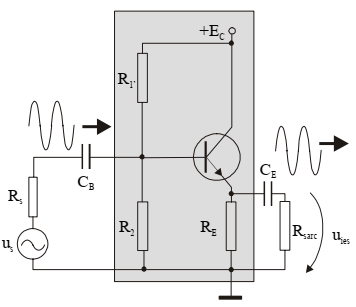 +E_C
R_1'
C_B
C_E
R_s
R_2
R_E
R_sarc
u_s
u_ies